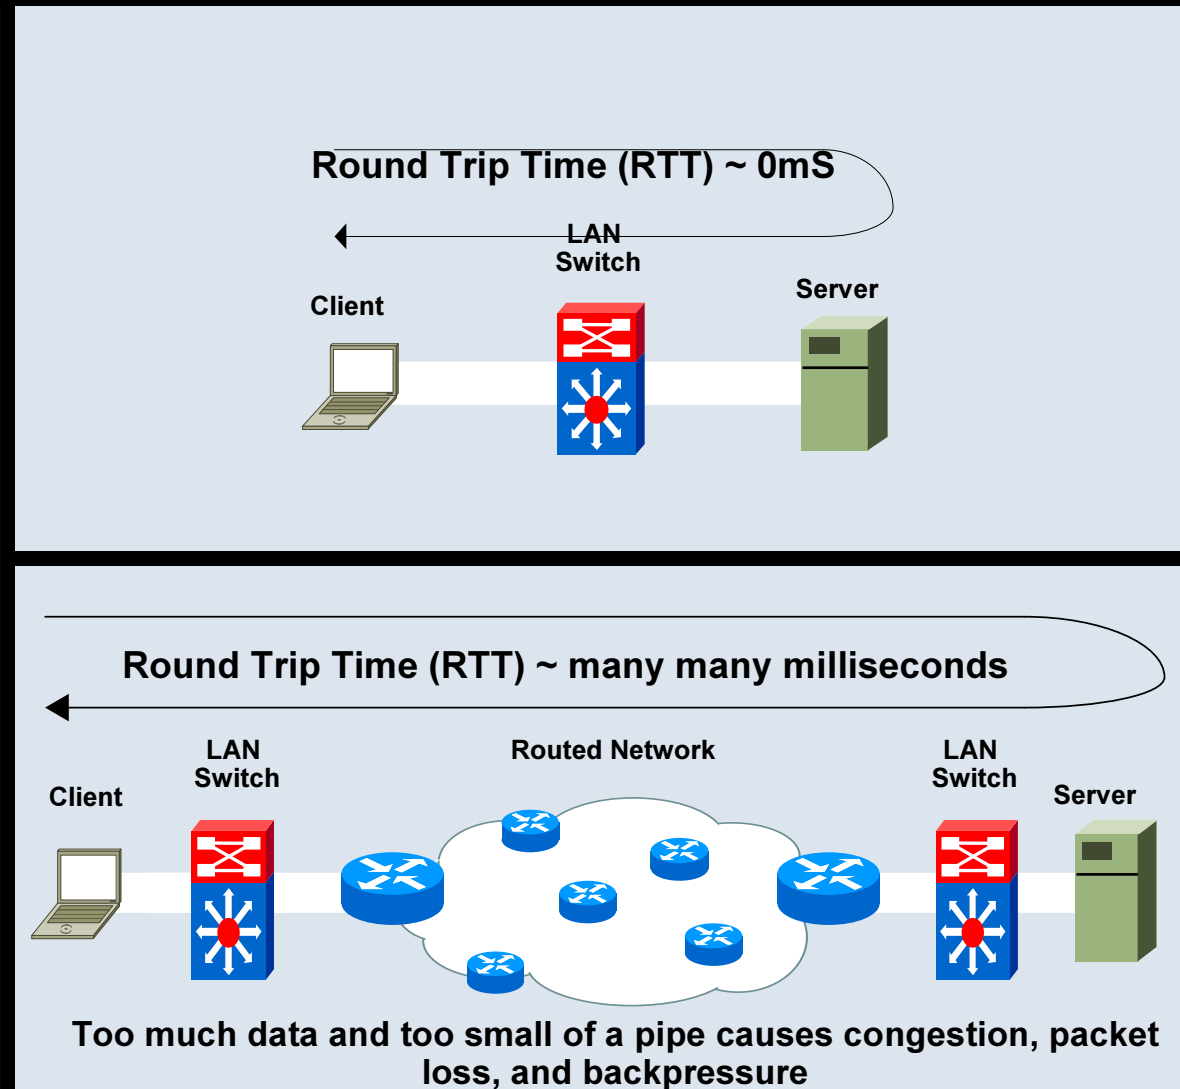 Round Trip Time (RTT) ~ 0mS
LAN
Switch
Client
Server
Round Trip Time (RTT) ~ many many milliseconds
LAN
Switch
Routed Network
LAN
Switch
Client
Server
Too much data and too small of a pipe causes congestion, packet
loss, and backpressure